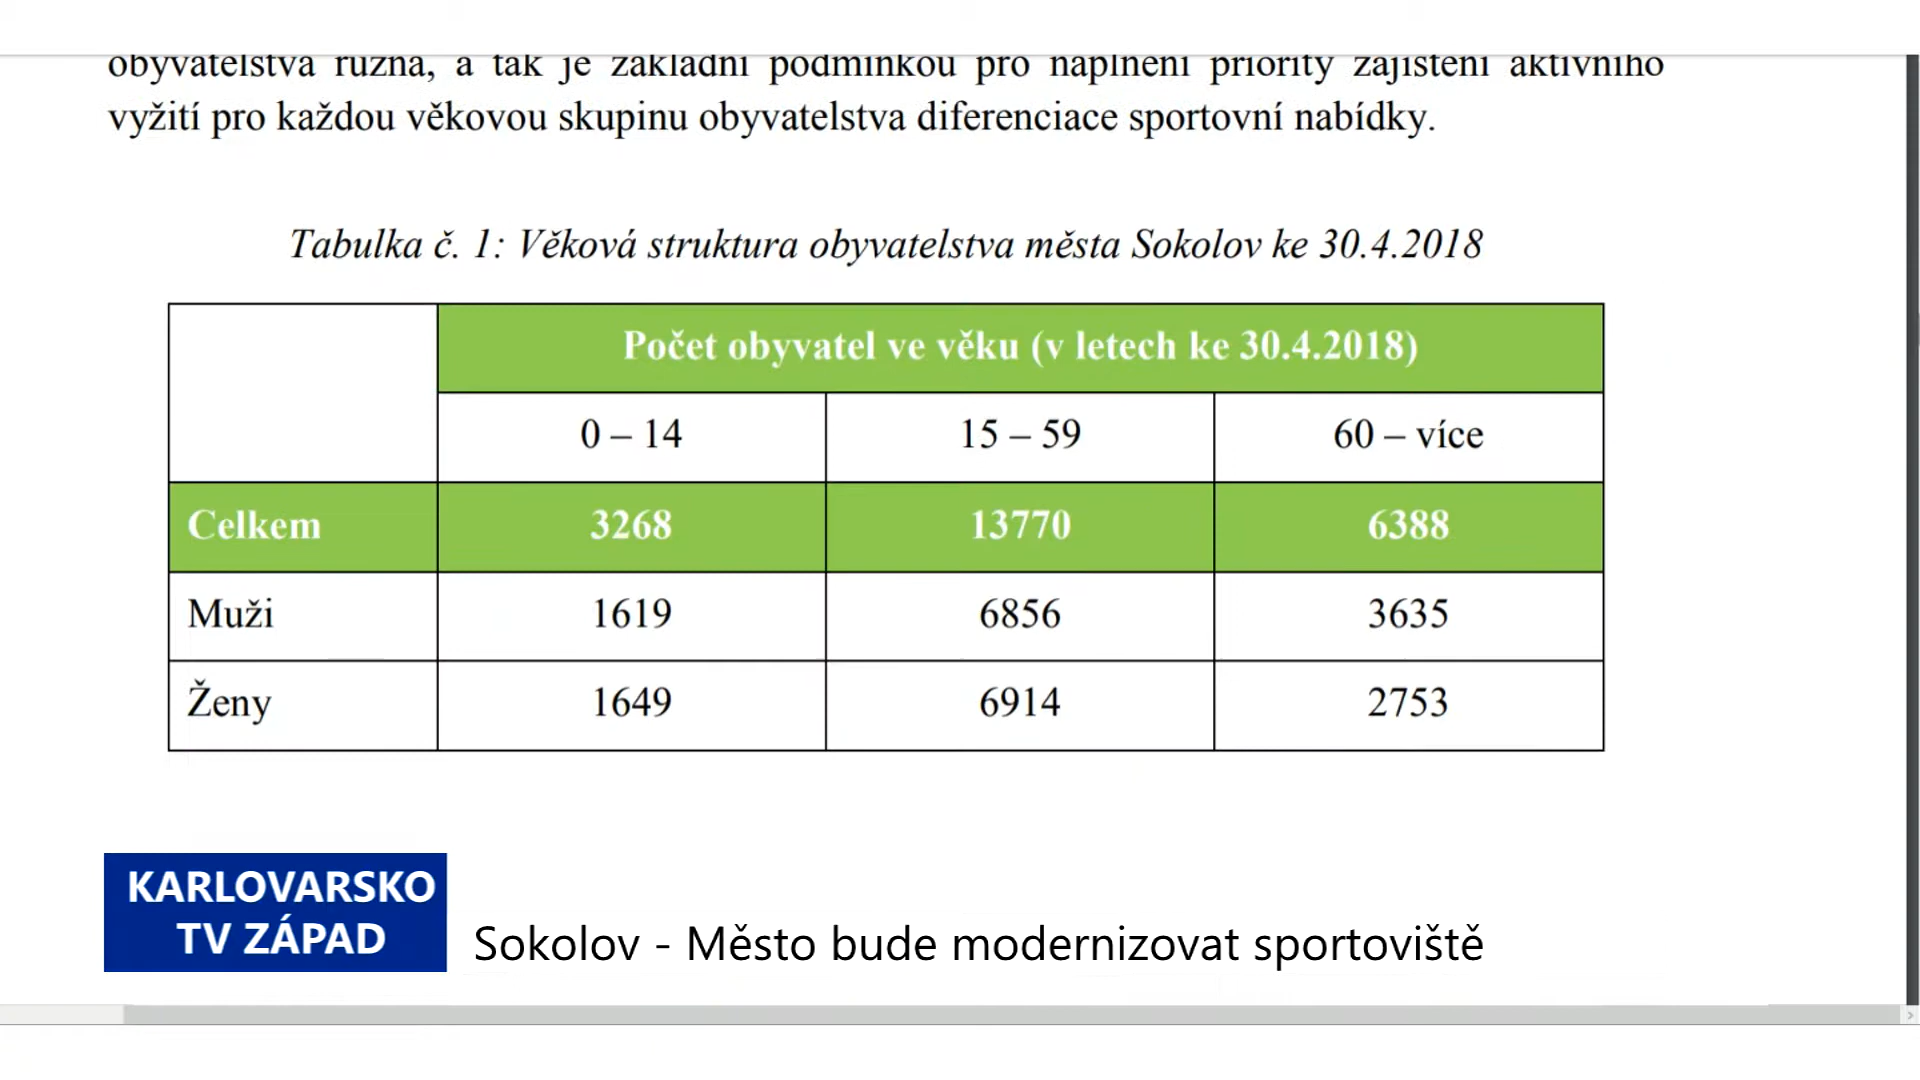 obyvatelstva různá, a tak je základní podmínkou pro naplnění priority zajištění aktivního
vyžití pro každou věkovou skupinu obyvatelstva diferenciace sportovní nabídky.
Tabulka č. 1: Věková struktura obyvatelstva města Sokolov ke 30.4.2018
Počet obyvatel ve věku (v letech ke 30.4.2018)
0 – 14 15 – 59 60 – více
Celkem 3268 13770 6388
Muži 1619 6856 3635
Ženy 1649 6914 2753
KARLOVARSKO
TV ZÁPAD
Sokolov - Město bude modernizovat sportoviště